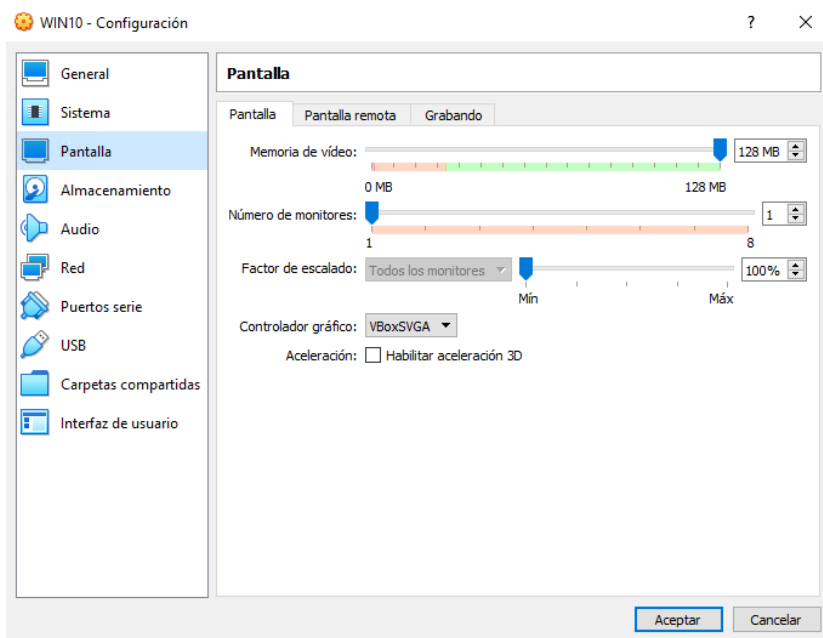 WIN10 - Configuración
?
General
Sistema
Pantalla
Almacenamiento
Audio
Red
Puertos serie
USB
Carpetas compartidas
Interfaz de usuario
Pantalla
Pantalla Pantalla remota Grabando
Memoria de vídeo: 128 MB
0 MB 128 MB
Número de monitores: 1
1 8
Factor de escalado: Todos los monitores 100%
Mín Máx
Controlador gráfico: VBoxSVGA
Aceleración: Habilitar aceleración 3D
Aceptar Cancelar